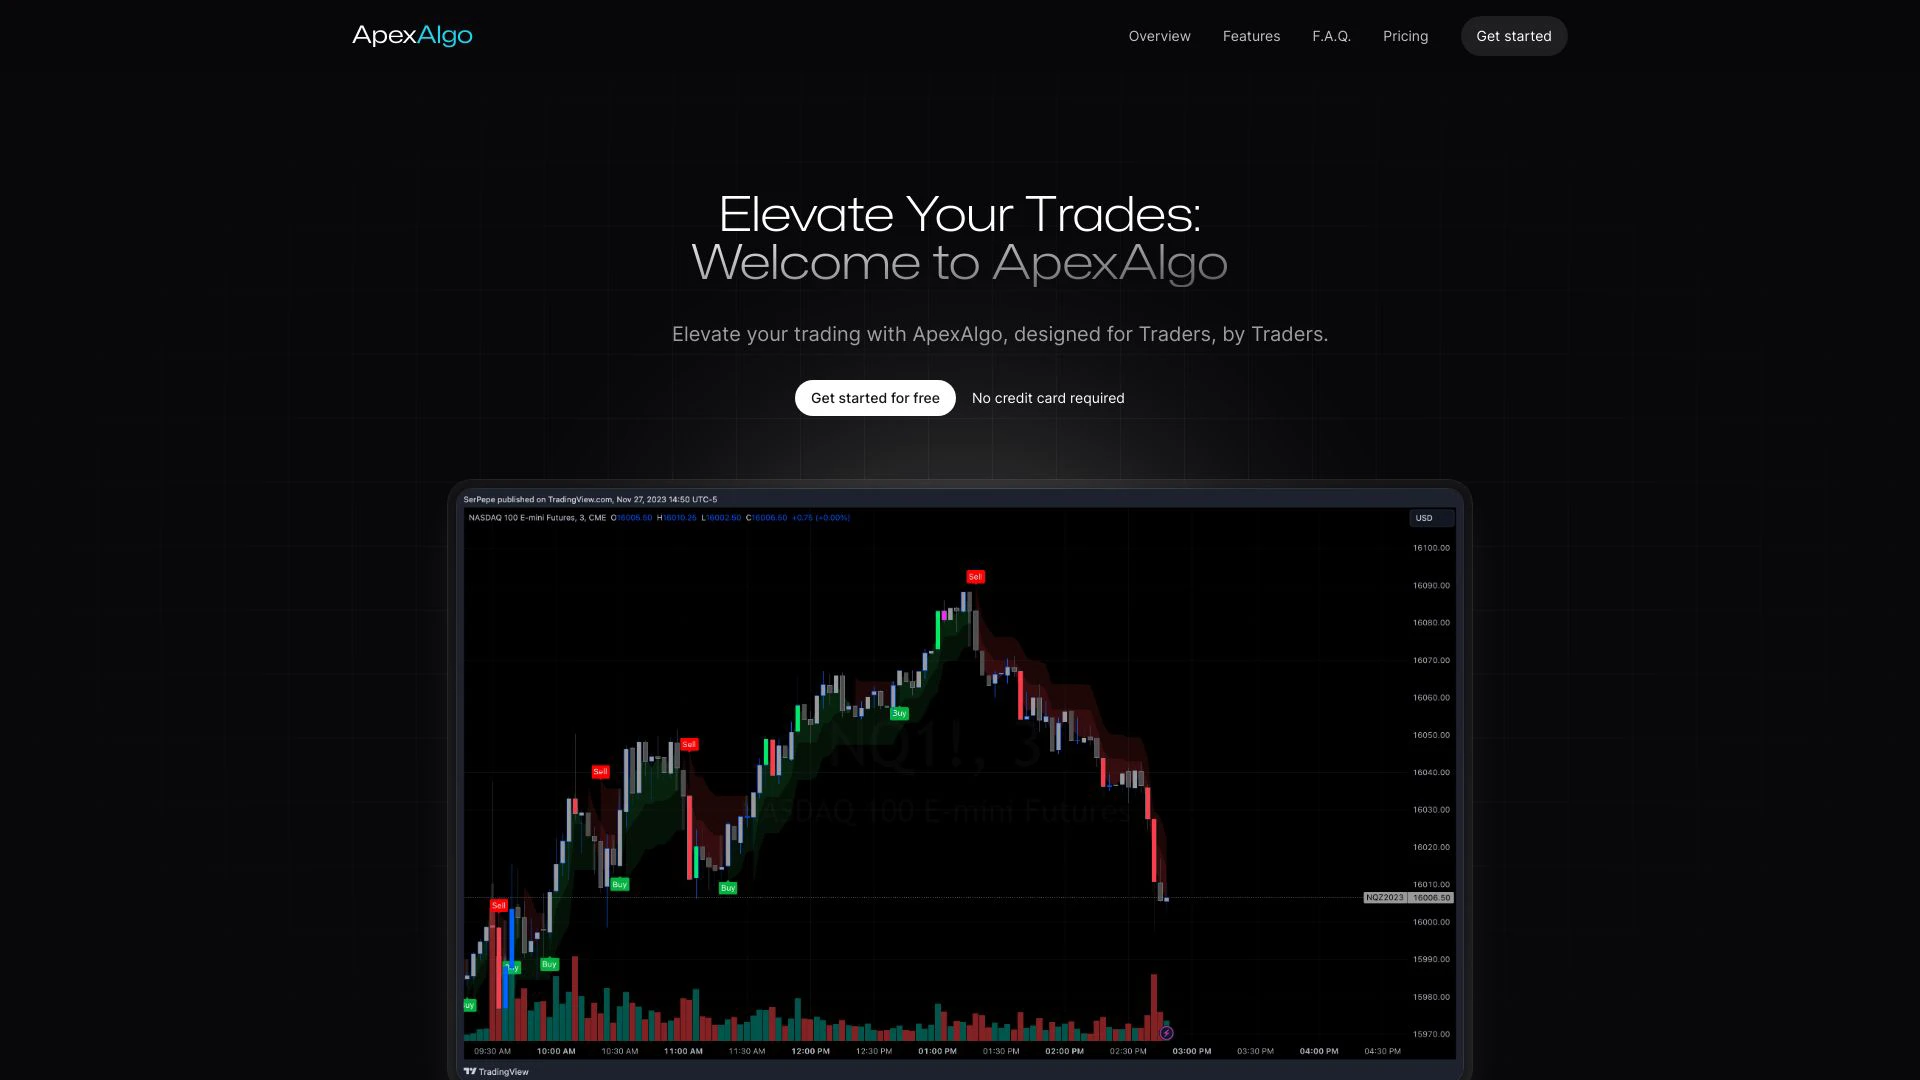 ApexAlgo
Overview
Features
F.A.Q.
Pricing
Get started
Elevate Your Trades:
Welcome to ApexAlgo
Elevate your trading with ApexAlgo, designed for Traders, by Traders.
Get started for free
No credit card required
SerPepe published on TradingView.com, Nov 27, 2023 14:50 UTC-5
NASDAQ 100 E-mini Futures, 3, CME O16005.50 H16010.25 L16002.50 C16006.50 +0.75 (+0.00%)
USD
16100.00
16090.00
16080.00
16070.00
16060.00
16050.00
16040.00
16030.00
16020.00
16010.00
NQZ2023 16006.50
16000.00
15990.00
15980.00
15970.00
Sell
Buy
Sell
Sell
NQ1!, 3
NASDAQ 100 E-mini Futures
Buy
Buy
Sell
Buy
09:30 AM
10:00 AM
10:30 AM
11:00 AM
11:30 AM
12:00 PM
12:30 PM
01:00 PM
01:30 PM
02:00 PM
02:30 PM
03:00 PM
03:30 PM
04:00 PM
04:30 PM
TradingView